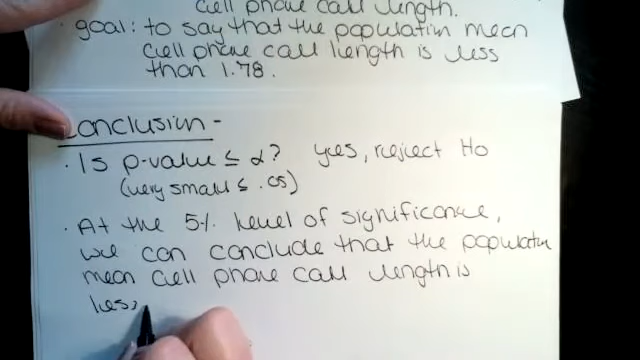 cell phone call length.
· goal: to say that the population mean
cell phone call length is less
than 1.78.
Conclusion -
· Is p-value ≤ α? yes, reject Ho
(very small ≤ .05)
· At the 5% level of significance,
we can conclude that the population
mean cell phone call length is
less